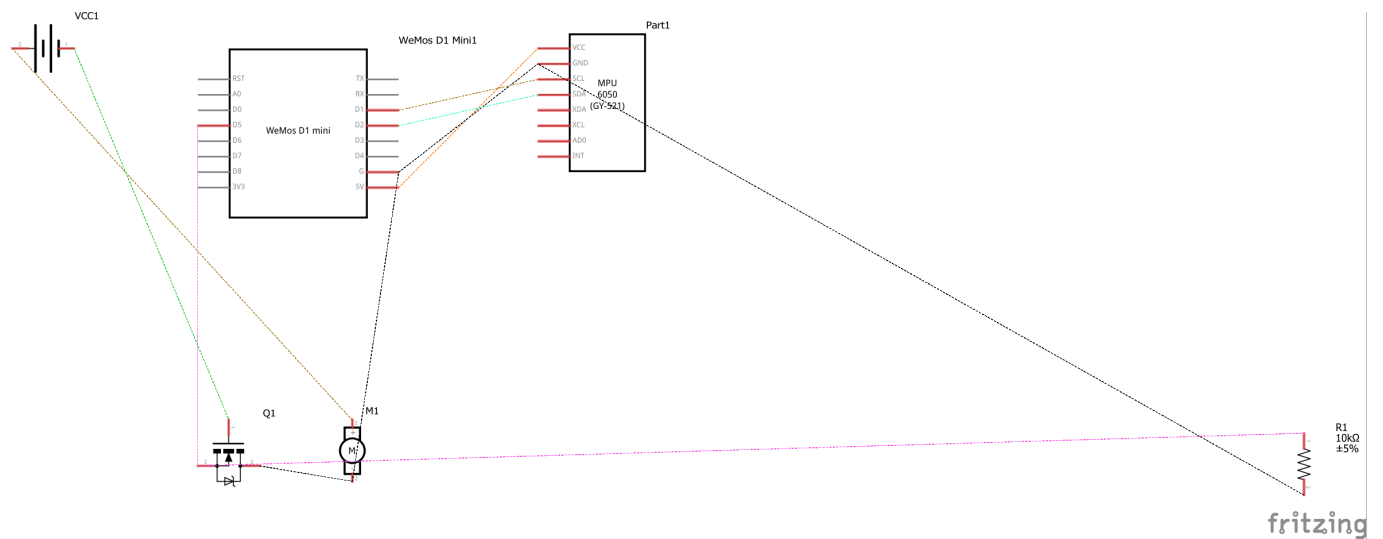 VCC1
Part1
WeMos D1 Mini1
VCC
GND
SCL
MPU
6050
(GY-521)
SDA
XDA
XCL
AD0
INT
RST
A0
D0
D5
D6
D7
D8
3V3
WeMos D1 mini
TX
RX
D1
D2
D3
D4
G
5V
Q1
M1
M
R1
10kΩ
±5%
fritzing